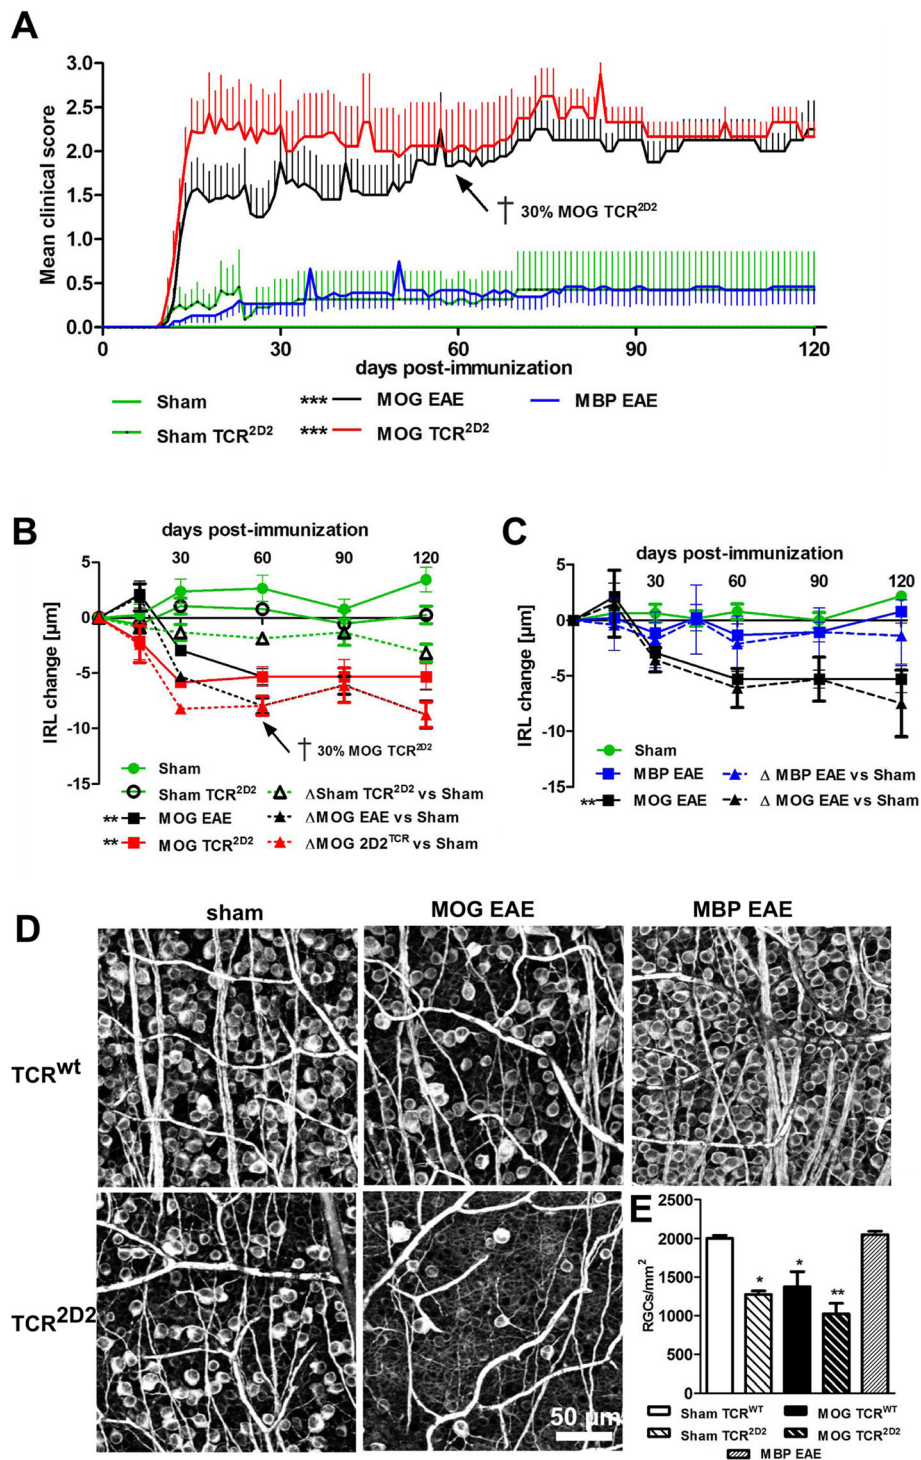 A
Mean clinical score
3.0
2.5
2.0
1.5
1.0
0.5
0.0
† 30% MOG TCR2D2
0 30 60 90 120
days post-immunization
Sham *** MOG EAE MBP EAE
Sham TCR2D2 *** MOG TCR2D2
B
days post-immunization
30 60 90 120
IRL change [µm]
5
0
-5
-10
-15
† 30% MOG TCR2D2
Sham
Sham TCR2D2 ΔSham TCR2D2 vs Sham
** MOG EAE ΔMOG EAE vs Sham
** MOG TCR2D2 ΔMOG 2D2TCR vs Sham
C
days post-immunization
30 60 90 120
IRL change [µm]
5
0
-5
-10
-15
Sham
MBP EAE Δ MBP EAE vs Sham
** MOG EAE Δ MOG EAE vs Sham
D
sham MOG EAE MBP EAE
TCRwt
TCR2D2
50 µm
E
RGCs/mm2
2500
2000
1500
1000
500
0
* * **
Sham TCRWT MOG TCRWT
Sham TCR2D2 MOG TCR2D2
MBP EAE